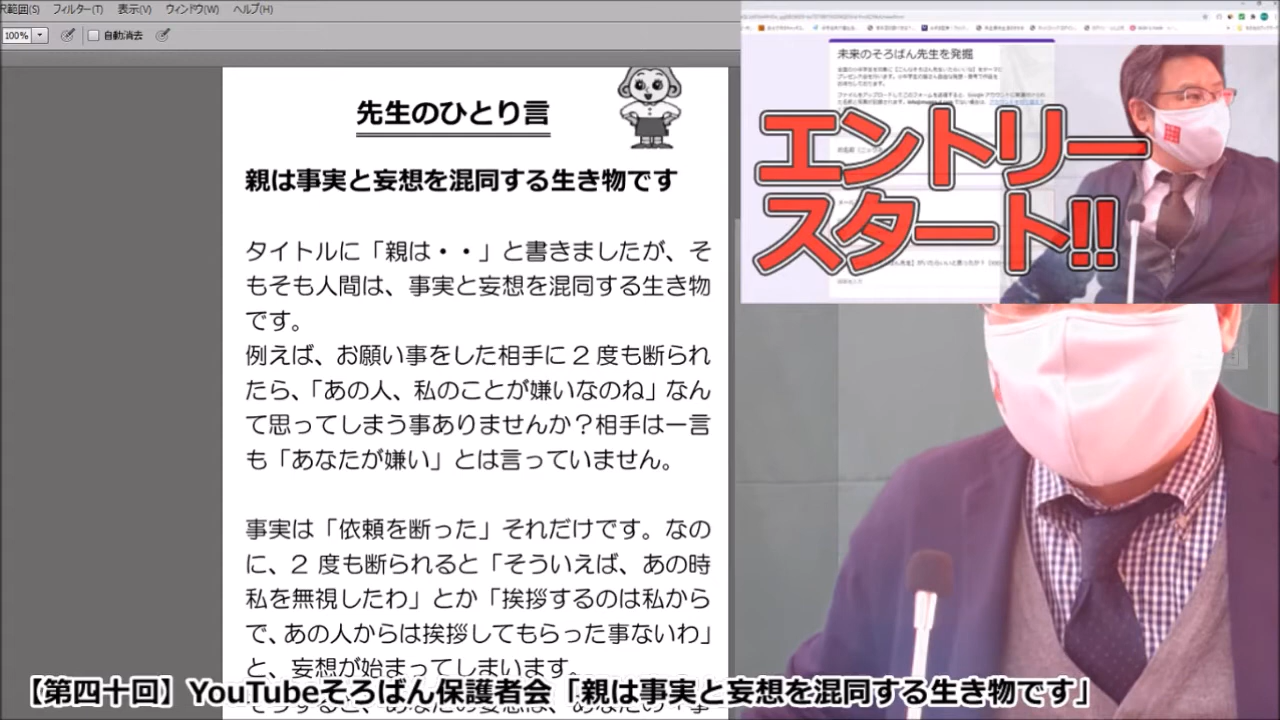 択範囲(S) フィルター(T) 表示(V) ウィンドウ(W) ヘルプ(H)
100% 自動消去
先生のひとり言
親は事実と妄想を混同する生き物です
タイトルに「親は・・」と書きましたが、そ
もそも人間は、事実と妄想を混同する生き物
です。
例えば、お願い事をした相手に2度も断られ
たら、「あの人、私のことが嫌いなのね」なん
て思ってしまう事ありませんか？相手は一言
も「あなたが嫌い」とは言っていません。
事実は「依頼を断った」それだけです。なの
に、2度も断られると「そういえば、あの時
私を無視したわ」とか「挨拶するのは私から
で、あの人からは挨拶してもらった事ないわ」
と、妄想が始まってしまいます。
未来のそろばん先生を発掘
エントリー
スタート!!
【第四十回】YouTubeそろばん保護者会「親は事実と妄想を混同する生き物です」